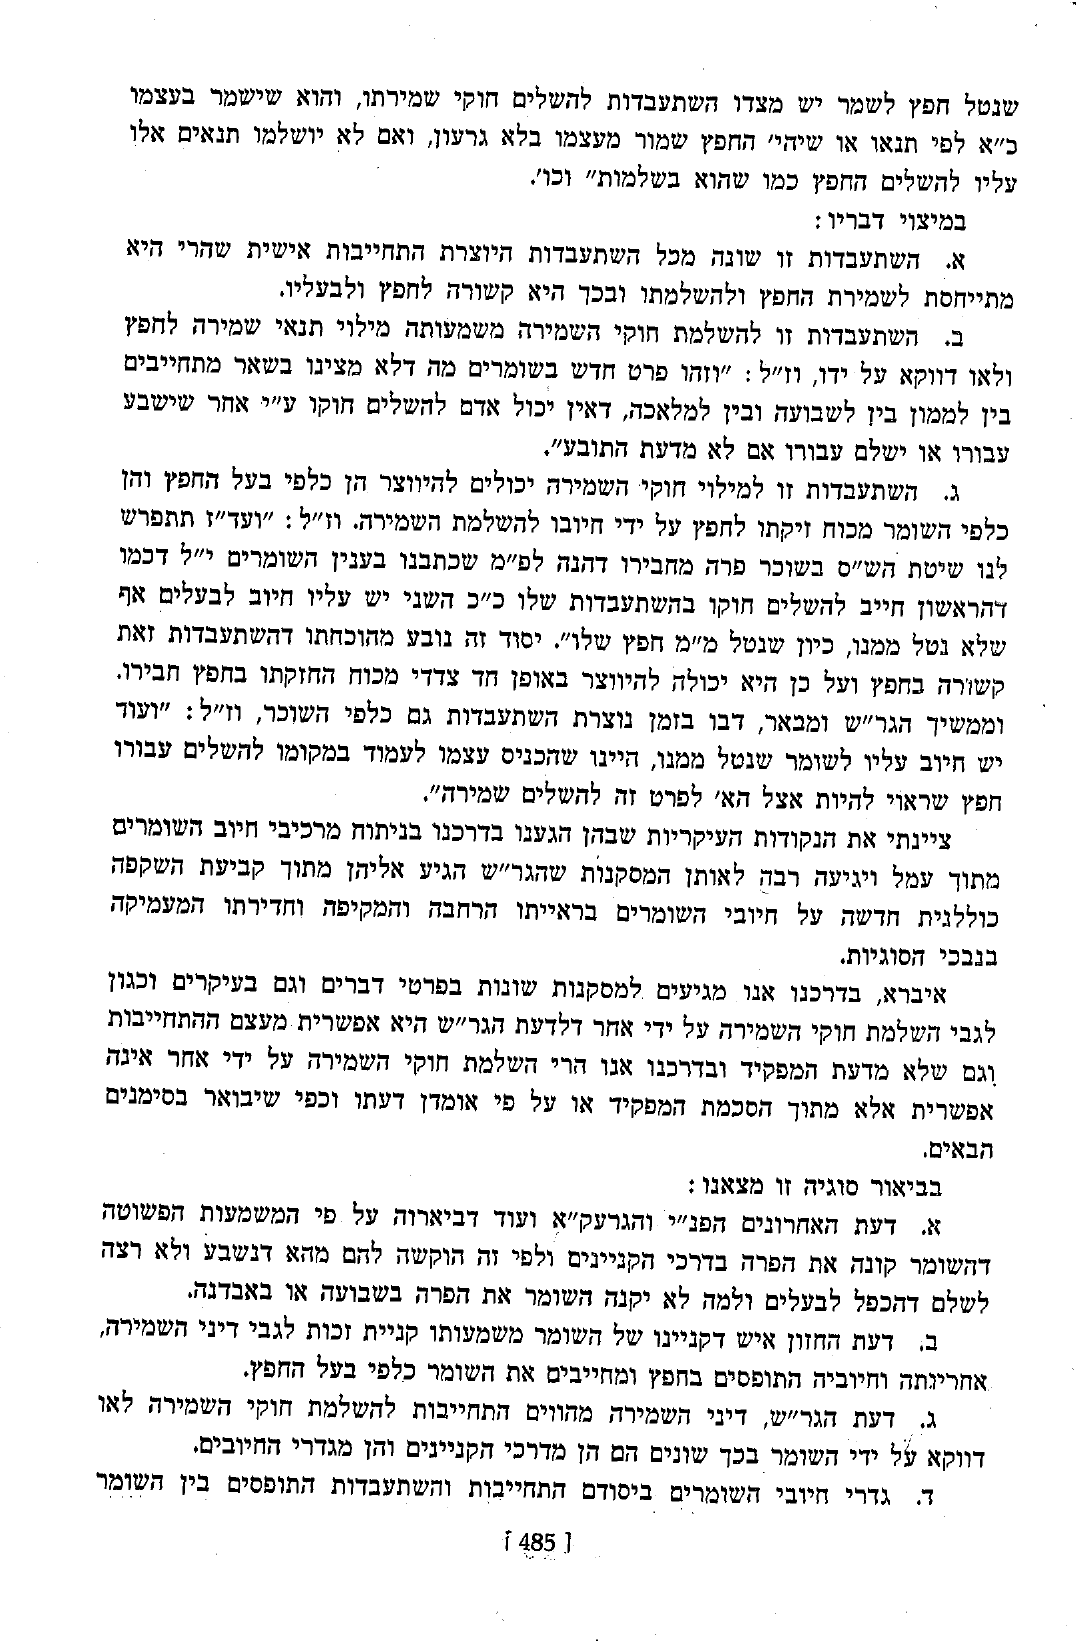 שנטל חפץ לשמר יש מצדו השתעבדות להשלים חוקי שמירתו, והוא שישמר בעצמו
כ״א לפי תנאו או שיהי׳ החפץ שמור מעצמו בלא גרעון, ואם לא יושלמו תנאים אלו
עליו להשלים החפץ כמו שהוא בשלמות״ וכו׳.
במיצוי דבריו:
א. השתעבדות זו שונה מכל השתעבדות היוצרת התחייבות אישית שהרי היא
מתייחסת לשמירת החפץ ולהשלמתו ובכך היא קשורה לחפץ ולבעליו.
ב. השתעבדות זו להשלמת חוקי השמירה משמעותה מילוי תנאי שמירה לחפץ
ולאו דווקא על ידו, וז״ל: ״וזהו פרט חדש בשומרים מה דלא מצינו בשאר מתחייבים
בין לממון בין לשבועה ובין למלאכה, דאין יכול אדם להשלים חוקו ע״י אחר שישבע
עבורו או ישלם עבורו אם לא מדעת התובע״.
ג. השתעבדות זו למילוי חוקי השמירה יכולים להיווצר הן כלפי בעל החפץ והן
כלפי השומר מכוח זיקתו לחפץ על ידי חיובו להשלמת השמירה. וז״ל: ״ועד״ז תתפרש
לנו שיטת הש״ס בשוכר פרה מחבירו דהנה לפ״מ שכתבנו בענין השומרים י״ל דכמו
דהראשון חייב להשלים חוקו בהשתעבדות שלו כ״כ השני יש עליו חיוב לבעלים אף
שלא נטל ממנו, כיון שנטל מ״מ חפץ שלו״. יסוד זה נובע מהוכחתו דהשתעבדות זאת
קשורה בחפץ ועל כן היא יכולה להיווצר באופן חד צדדי מכוח החזקתו בחפץ חבירו.
וממשיך הגר״ש ומבאר, דבו בזמן נוצרת השתעבדות גם כלפי השוכר, וז״ל: ״ועוד
יש חיוב עליו לשומר שנטל ממנו, היינו שהכניס עצמו לעמוד במקומו להשלים עבורו
חפץ שראוי להיות אצל הא׳ לפרט זה להשלים שמירה״.
ציינתי את הנקודות העיקריות שבהן הגענו בדרכנו בניתוח מרכיבי חיוב השומרים
מתוך עמל ויגיעה רבה לאותן המסקנות שהגר״ש הגיע אליהן מתוך קביעת השקפה
כוללנית חדשה על חיובי השומרים בראייתו הרחבה והמקיפה וחדירתו המעמיקה
בנבכי הסוגיות.
איברא, בדרכנו אנו מגיעים למסקנות שונות בפרטי דברים וגם בעיקרים וכגון
לגבי השלמת חוקי השמירה על ידי אחר דלדעת הגר״ש היא אפשרית מעצם ההתחייבות
וגם שלא מדעת המפקיד ובדרכנו אנו הרי השלמת חוקי השמירה על ידי אחר אינה
אפשרית אלא מתוך הסכמת המפקיד או על פי אומדן דעתו וכפי שיבואר בסימנים
הבאים.
בביאור סוגיה זו מצאנו:
א. דעת האחרונים הפנ״י והגרעק״א ועוד דביארוה על פי המשמעות הפשוטה
דהשומר קונה את הפרה בדרכי הקניינים ולפי זה הוקשה להם מהא דנשבע ולא רצה
לשלם דהכפל לבעלים ולמה לא יקנה השומר את הפרה בשבועה או באבדנה.
ב. דעת החזון איש דקניינו של השומר משמעותו קניית זכות לגבי דיני השמירה,
אחריותה וחיוביה התופסים בחפץ ומחייבים את השומר כלפי בעל החפץ.
ג. דעת הגר״ש, דיני השמירה מהווים התחייבות להשלמת חוקי השמירה לאו
דווקא על ידי השומר בכך שונים הם הן מדרכי הקניינים והן מגדרי החיובים.
ד. גדרי חיובי השומרים ביסודם התחייבות והשתעבדות התופסים בין השומר
[ 485 ]